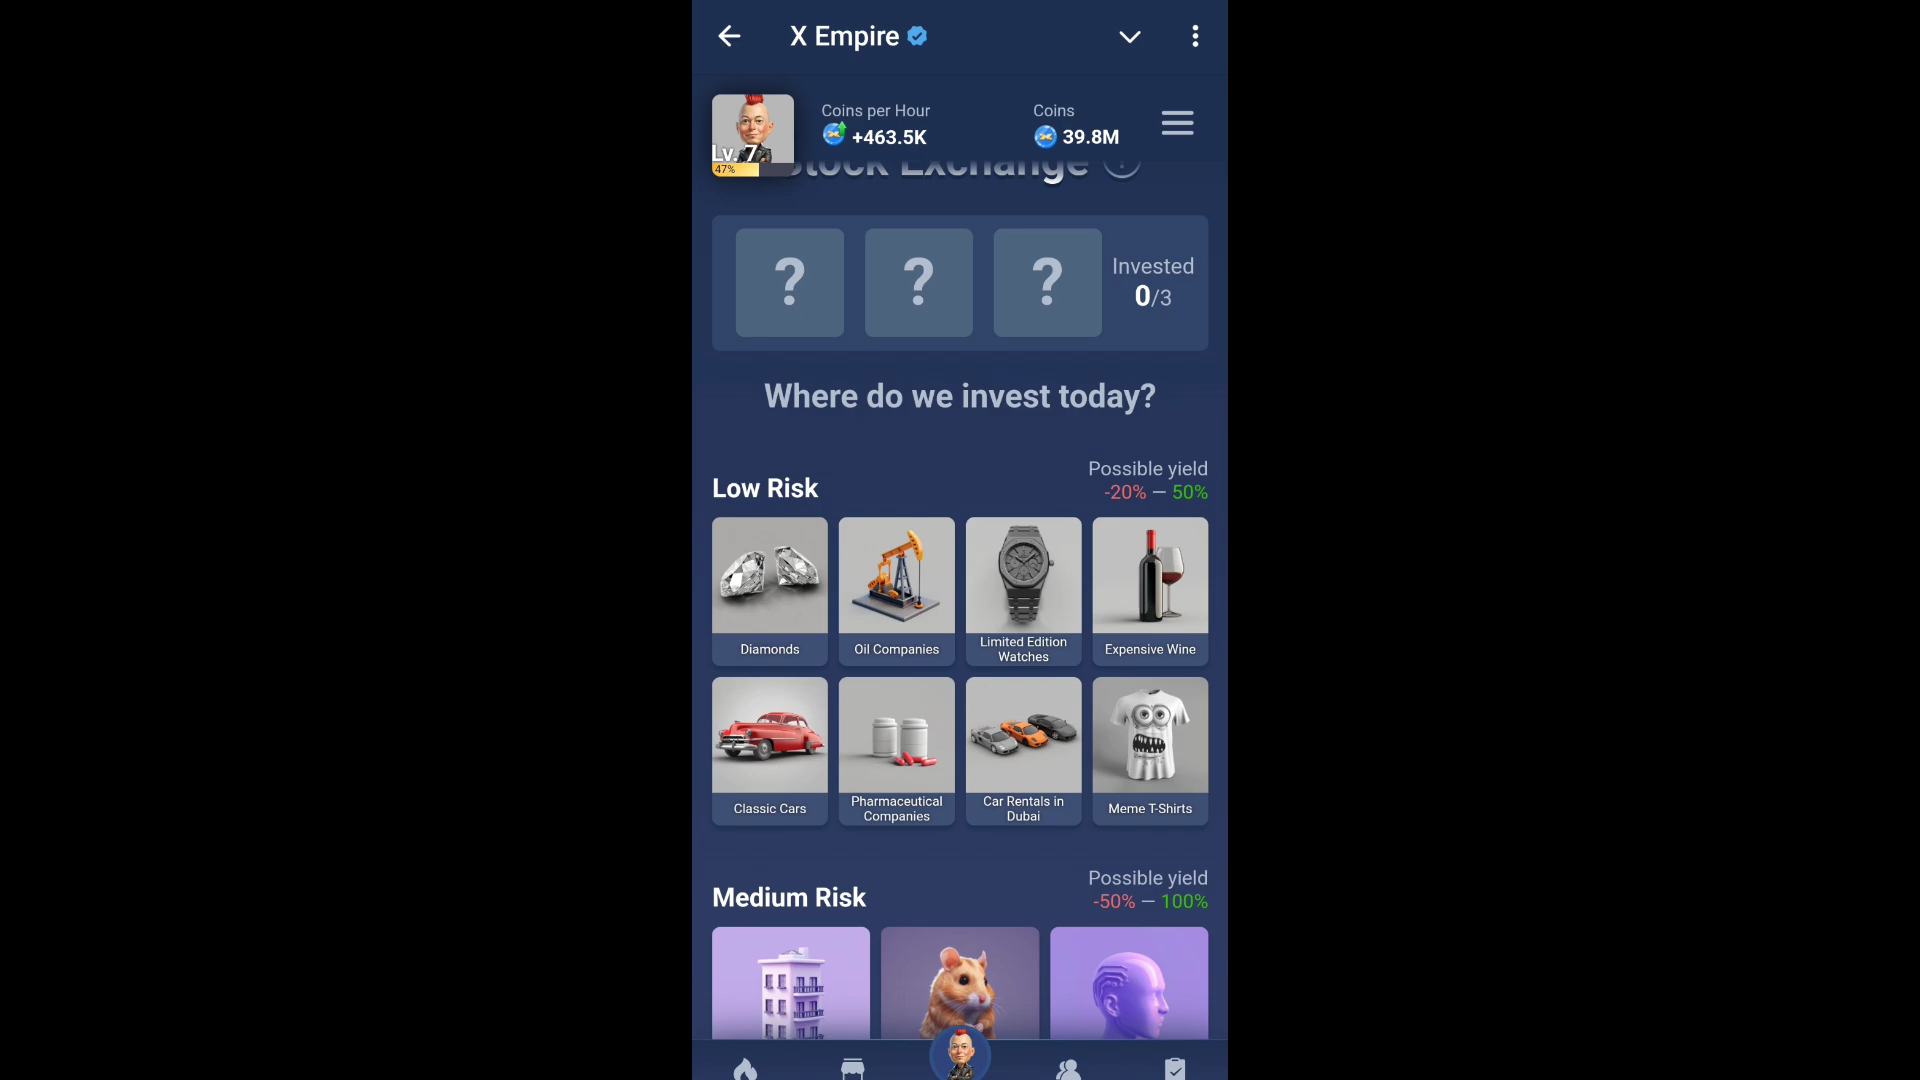 X Empire
Coins per Hour
+463.5K
Coins
39.8M
Lv. 7
47%
Stock Exchange
?
?
?
Invested
0/3
Where do we invest today?
Low Risk
Possible yield
-20% — 50%
Diamonds
Oil Companies
Limited Edition
Watches
Expensive Wine
Classic Cars
Pharmaceutical
Companies
Car Rentals in
Dubai
Meme T-Shirts
Medium Risk
Possible yield
-50% — 100%